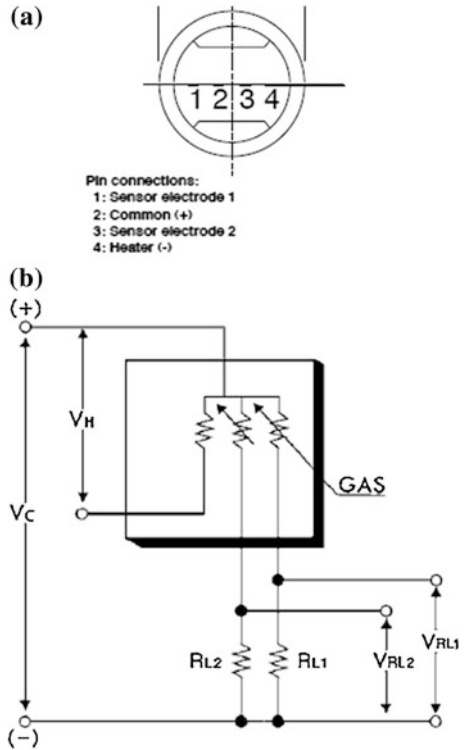 (a)
1 2 3 4
Pin connections:
1: Sensor electrode 1
2: Common (+)
3: Sensor electrode 2
4: Heater (-)
(b)
(+)
VH
GAS
VC
RL2
RL1
VRL2
VRL1
(-)